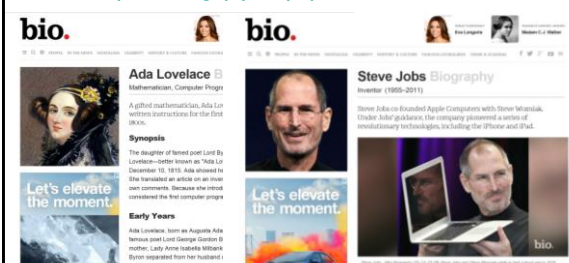 bio.
Ada Lovelace B
Mathematician, Computer Progr
A gifted mathematician, Ada Lov
written instructions for the first
Synopsis
The daughter of famed poet Lord By
Lovelace—better known as "Ada Lo
December 10, 1815. Ada showed he
She translated an article on an inven
own comments. Because she introd
considered the first computer progra
Early Years
Ada Lovelace, born as Augusta Ada
famous poet Lord George Gordon B
mother, Lady Anne Isabella Milbank
Byron separated from her husband
Let's elevate
the moment.
bio.
Eva Longoria
Madam C.J. Walker
Steve Jobs Biography
Inventor (1955–2011)
Steve Jobs co-founded Apple Computers with Steve Wozniak.
Under Jobs' guidance, the company pioneered a series of
revolutionary technologies, including the iPhone and iPad.
Let's elevate
the moment.
bio.